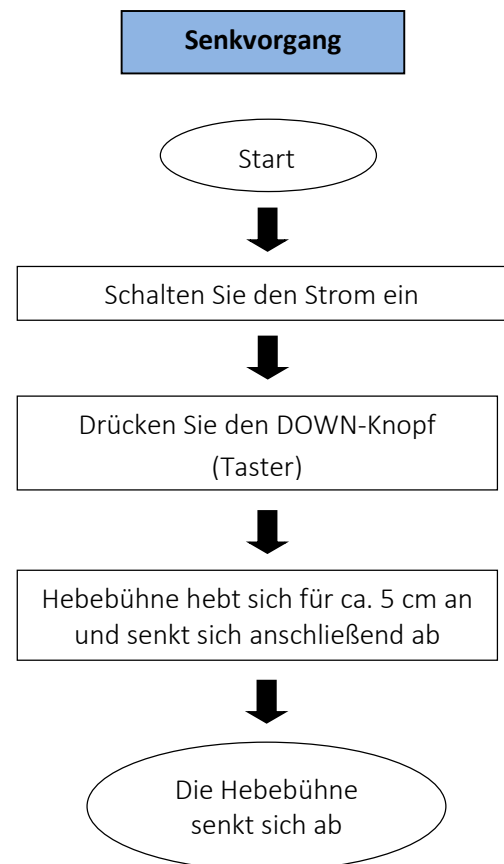 Senkvorgang
Start
Schalten Sie den Strom ein
Drücken Sie den DOWN-Knopf
(Taster)
Hebebühne hebt sich für ca. 5 cm an
und senkt sich anschließend ab
Die Hebebühne
senkt sich ab